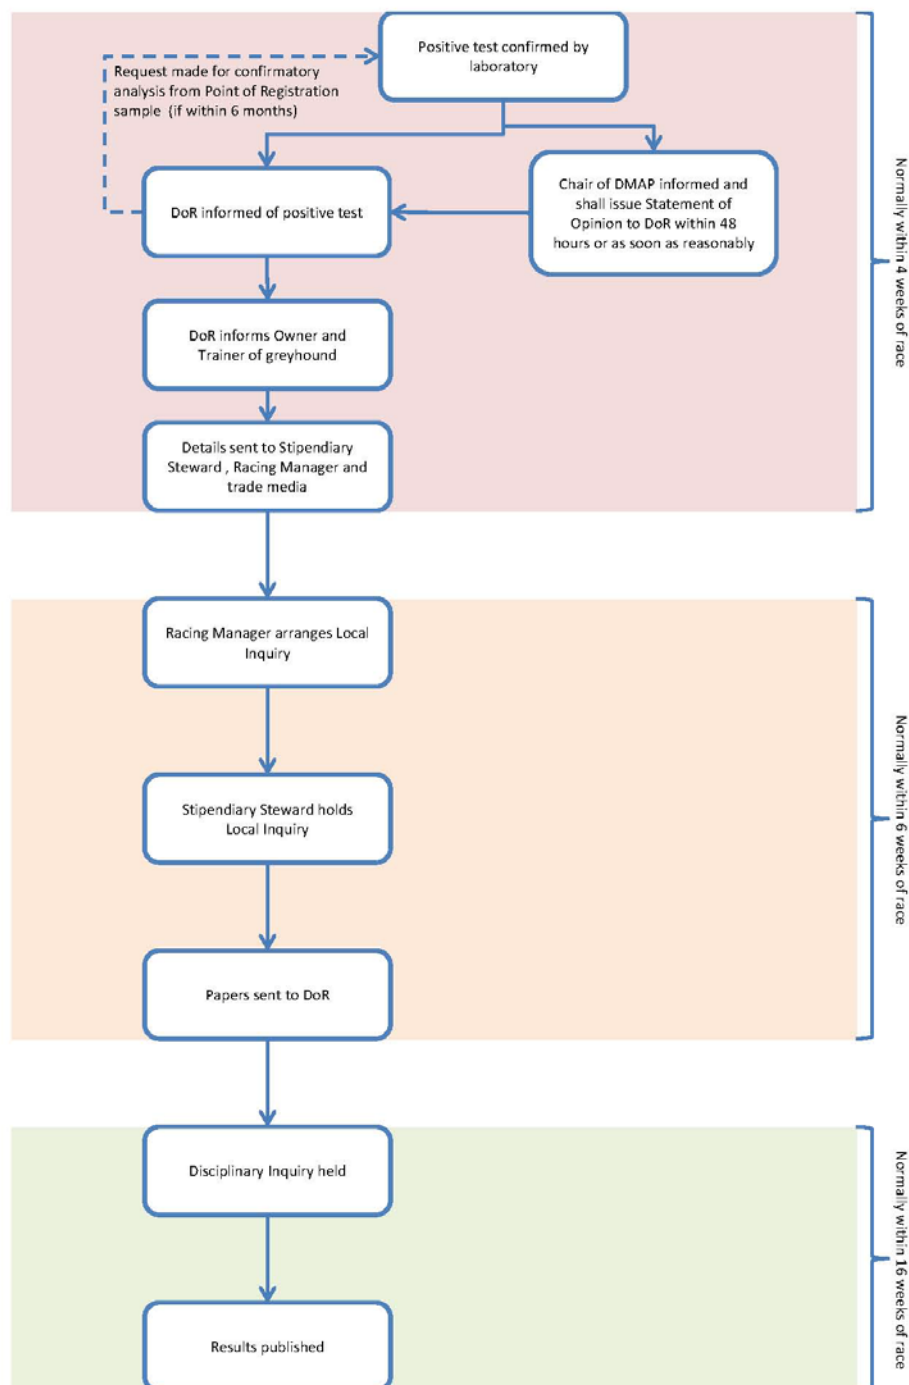 Positive test confirmed by
laboratory
Request made for confirmatory
analysis from Point of Registration
sample (if within 6 months)
DoR informed of positive test
Chair of DMAP informed and
shall issue Statement of
Opinion to DoR within 48
hours or as soon as reasonably
DoR informs Owner and
Trainer of greyhound
Details sent to Stipendiary
Steward , Racing Manager and
trade media
Normally within 4 weeks of race
Racing Manager arranges Local
Inquiry
Stipendiary Steward holds
Local Inquiry
Papers sent to DoR
Normally within 6 weeks of race
Disciplinary Inquiry held
Results published
Normally within 16 weeks of race